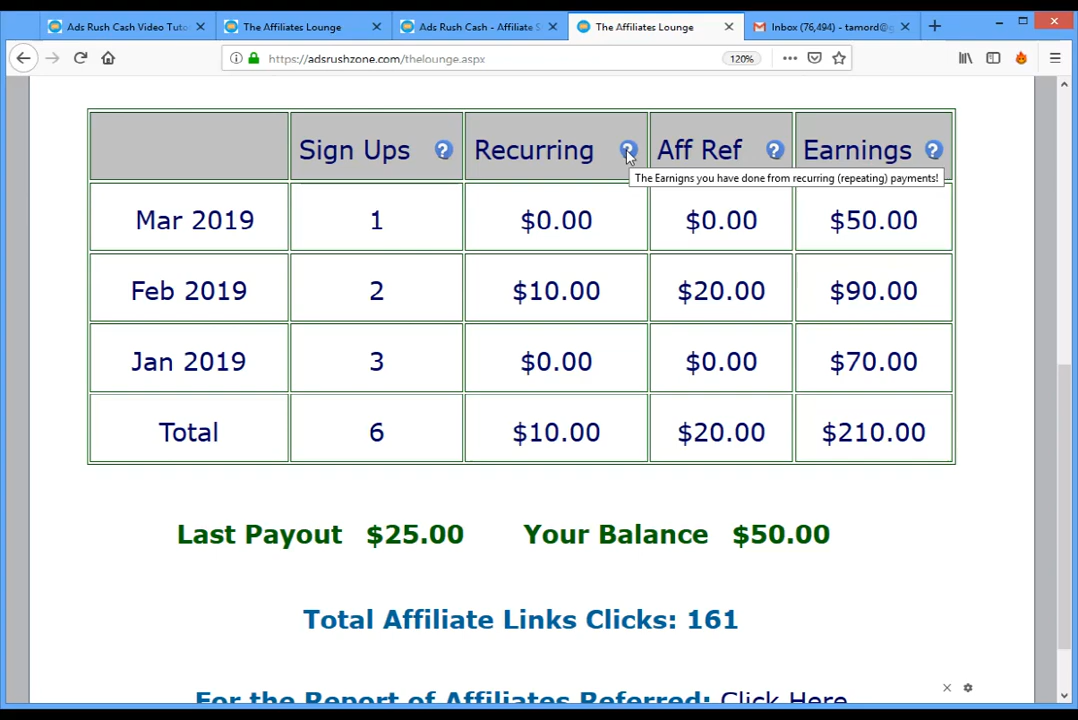 Ads Rush Cash Video Tuto
The Affiliates Lounge
Ads Rush Cash - Affiliate S
The Affiliates Lounge
Inbox (76,494) - tamord@g
https://adsrushzone.com/thelounge.aspx
120%
Sign Ups ? Recurring ? Aff Ref ? Earnings ?
The Earnigns you have done from recurring (repeating) payments!
Mar 2019 1 $0.00 $0.00 $50.00
Feb 2019 2 $10.00 $20.00 $90.00
Jan 2019 3 $0.00 $0.00 $70.00
Total 6 $10.00 $20.00 $210.00
Last Payout $25.00 Your Balance $50.00
Total Affiliate Links Clicks: 161
For the Report of Affiliates Referred: Click Here